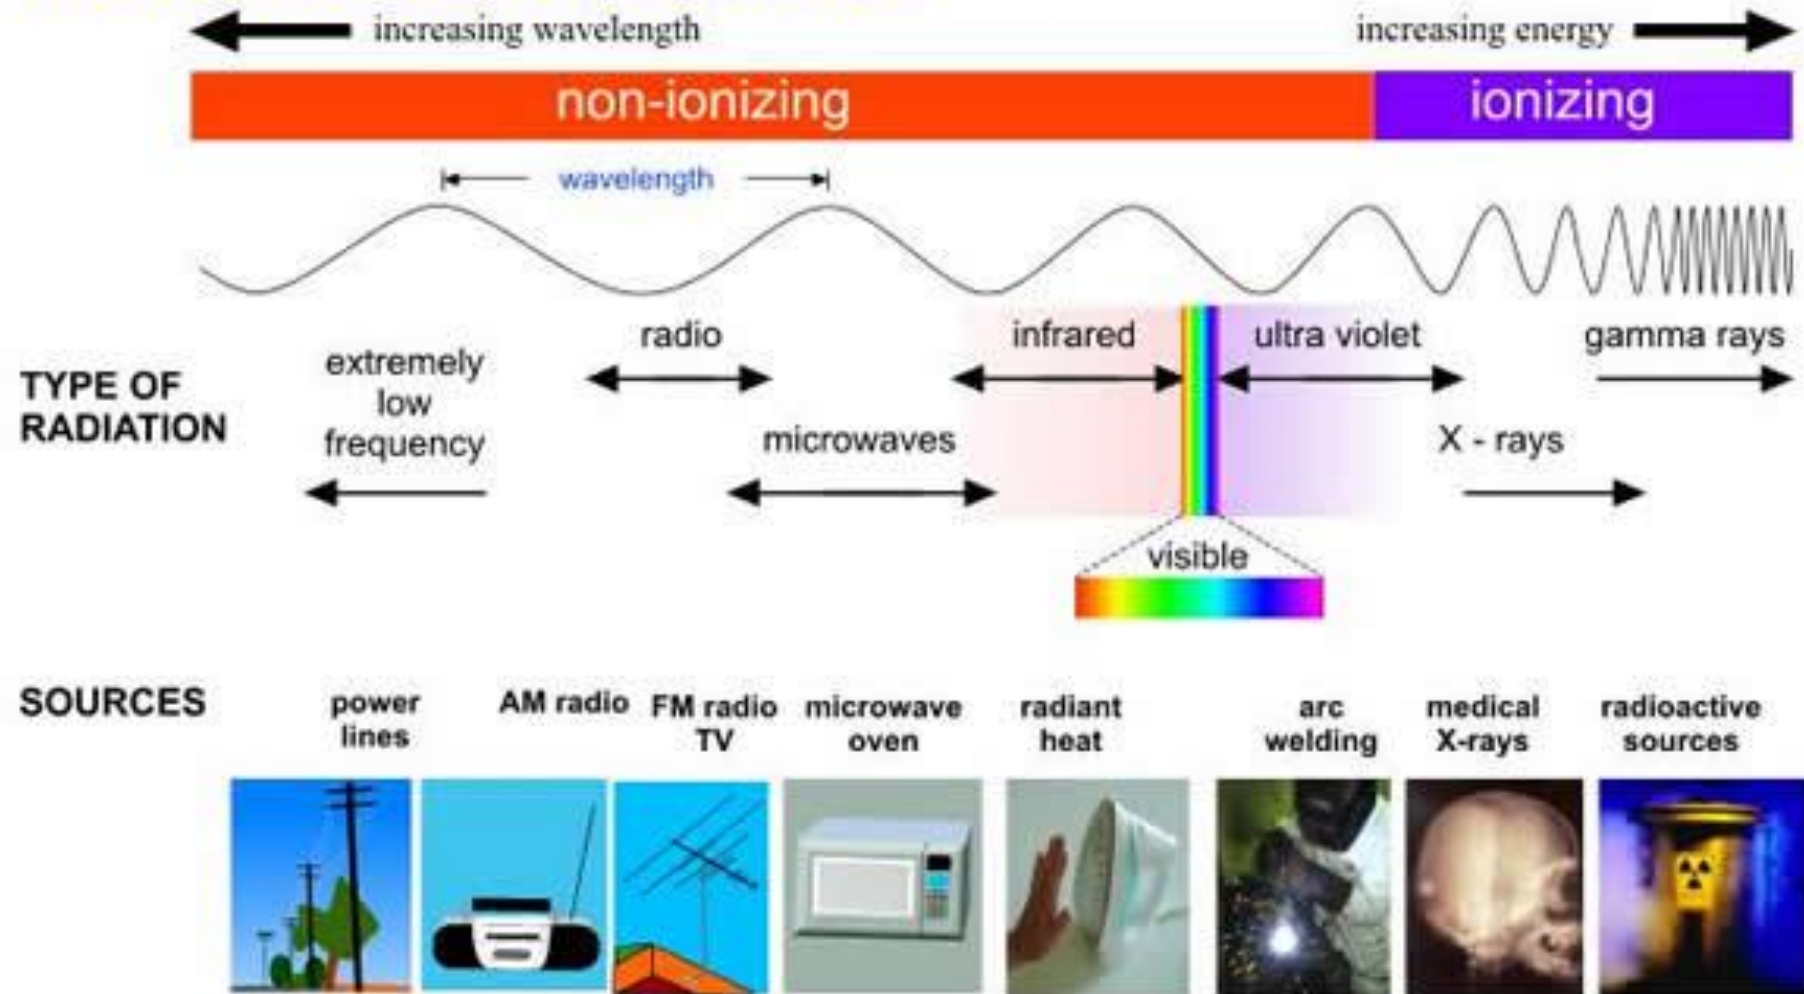 increasing wavelength
increasing energy
non-ionizing
ionizing
wavelength
TYPE OF
RADIATION
extremely
low
frequency
radio
microwaves
infrared
visible
ultra violet
X - rays
gamma rays
SOURCES
power
lines
AM radio
FM radio
TV
microwave
oven
radiant
heat
arc
welding
medical
X-rays
radioactive
sources